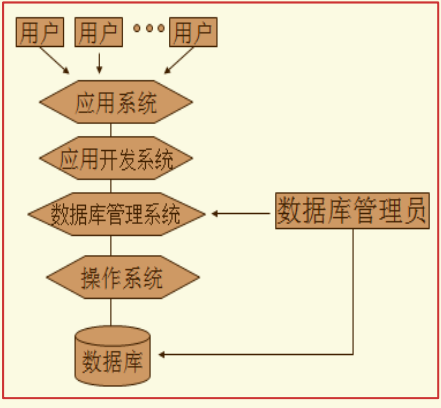 用户 用户 用户
应用系统
应用开发系统
数据库管理系统 数据库管理员
操作系统
数据库